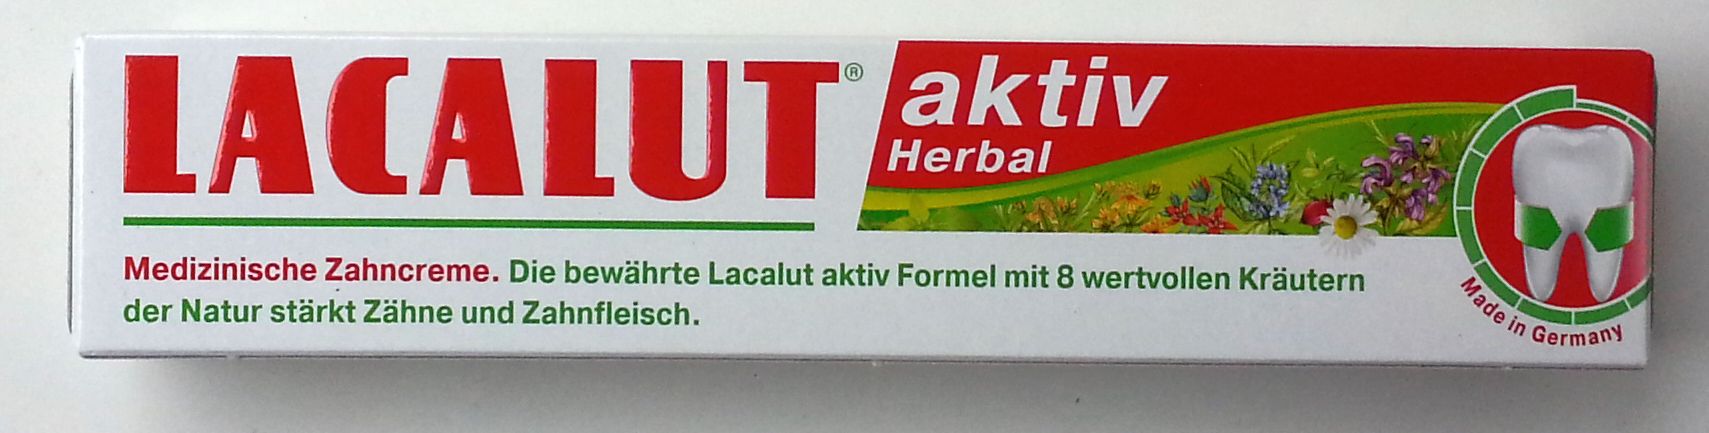 LACALUT®
aktiv
Herbal
Medizinische Zahncreme. Die bewährte Lacalut aktiv Formel mit 8 wertvollen Kräutern
der Natur stärkt Zähne und Zahnfleisch.
Made in Germany